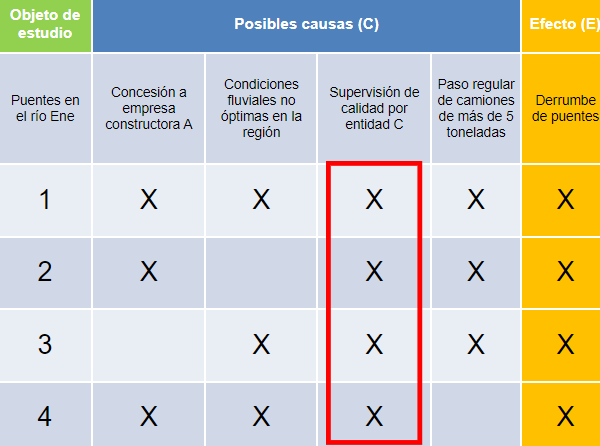 Objeto de
estudio
Posibles causas (C)
Efecto (E)
Puentes en
el río Ene
Concesión a
empresa
constructora A
Condiciones
fluviales no
óptimas en la
región
Supervisión de
calidad por
entidad C
Paso regular
de camiones
de más de 5
toneladas
Derrumbe
de puentes
1 X X X X X
2 X X X
3 X X X X
4 X X X X